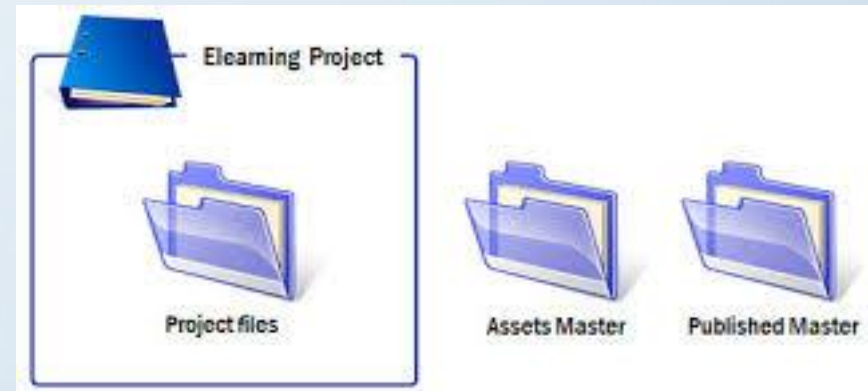 Elearning Project
Project files
Assets Master
Published Master